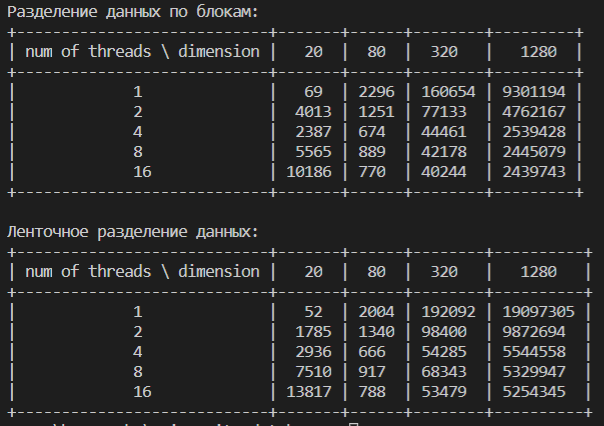 Разделение данных по блокам:
+----------------------------+-------+------+--------+---------+
| num of threads \ dimension |   20  |  80  |  320   |   1280  |
+----------------------------+-------+------+--------+---------+
|             1              |   69  | 2296 | 160654 | 9301194 |
|             2              |  4013 | 1251 | 77133  | 4762167 |
|             4              |  2387 | 674  | 44461  | 2539428 |
|             8              |  5565 | 889  | 42178  | 2445079 |
|             16             | 10186 | 770  | 40244  | 2439743 |
+----------------------------+-------+------+--------+---------+
Ленточное разделение данных:
+----------------------------+-------+------+--------+----------+
| num of threads \ dimension |   20  |  80  |  320   |   1280   |
+----------------------------+-------+------+--------+----------+
|             1              |   52  | 2004 | 192092 | 19097305 |
|             2              |  1785 | 1340 | 98400  | 9872694  |
|             4              |  2936 | 666  | 54285  | 5544558  |
|             8              |  7510 | 917  | 68343  | 5329947  |
|             16             | 13817 | 788  | 53479  | 5254345  |
+----------------------------+-------+------+--------+----------+